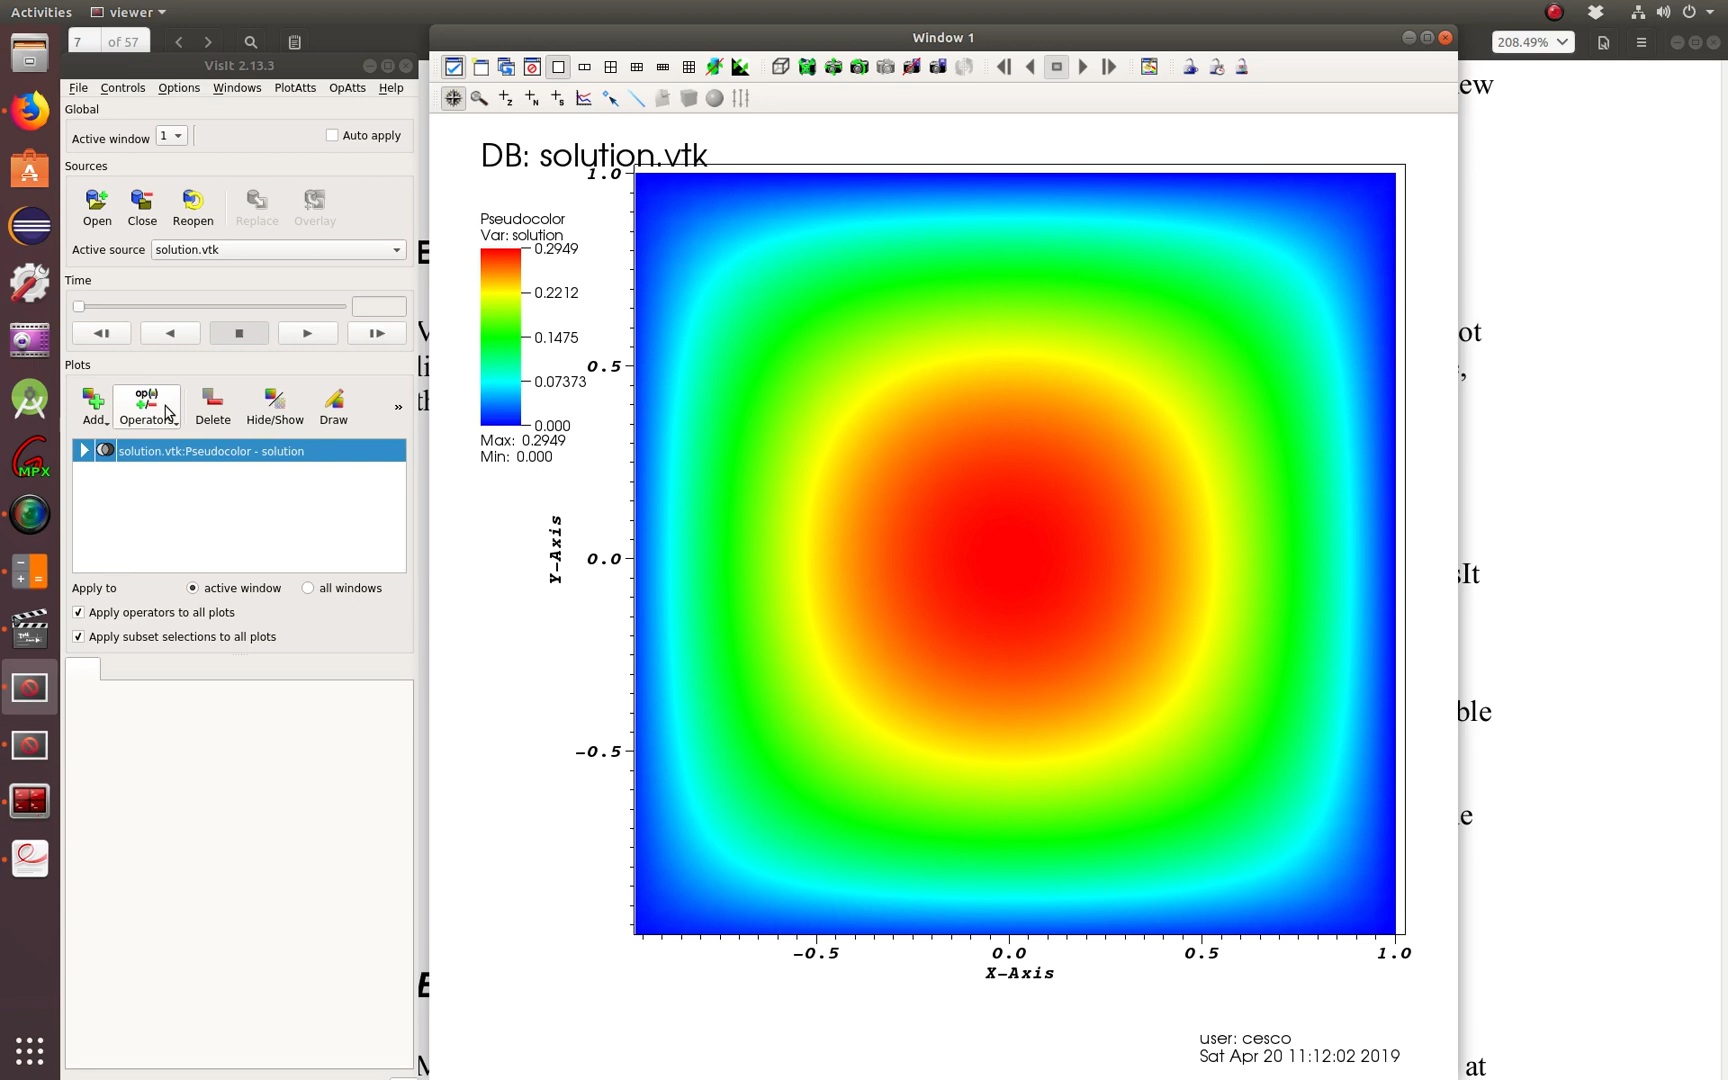 Activities viewer
7 of 57
208.49%
VisIt 2.13.3
Window 1
File Controls Options Windows PlotAtts OpAtts Help
Global
Active window 1 Auto apply
Sources
Open Close Reopen Replace Overlay
Active source solution.vtk
Time
Plots
op(=)
Add Operators Delete Hide/Show Draw »
solution.vtk:Pseudocolor - solution
Apply to active window all windows
Apply operators to all plots
Apply subset selections to all plots
DB: solution.vtk
Pseudocolor
Var: solution
0.2949
0.2212
0.1475
0.07373
0.000
Max: 0.2949
Min: 0.000
1.0
0.5
0.0
-0.5
Y-Axis
-0.5 0.0 0.5 1.0
X-Axis
user: cesco
Sat Apr 20 11:12:02 2019
MPX
ew
ot
sIt
ble
e
at